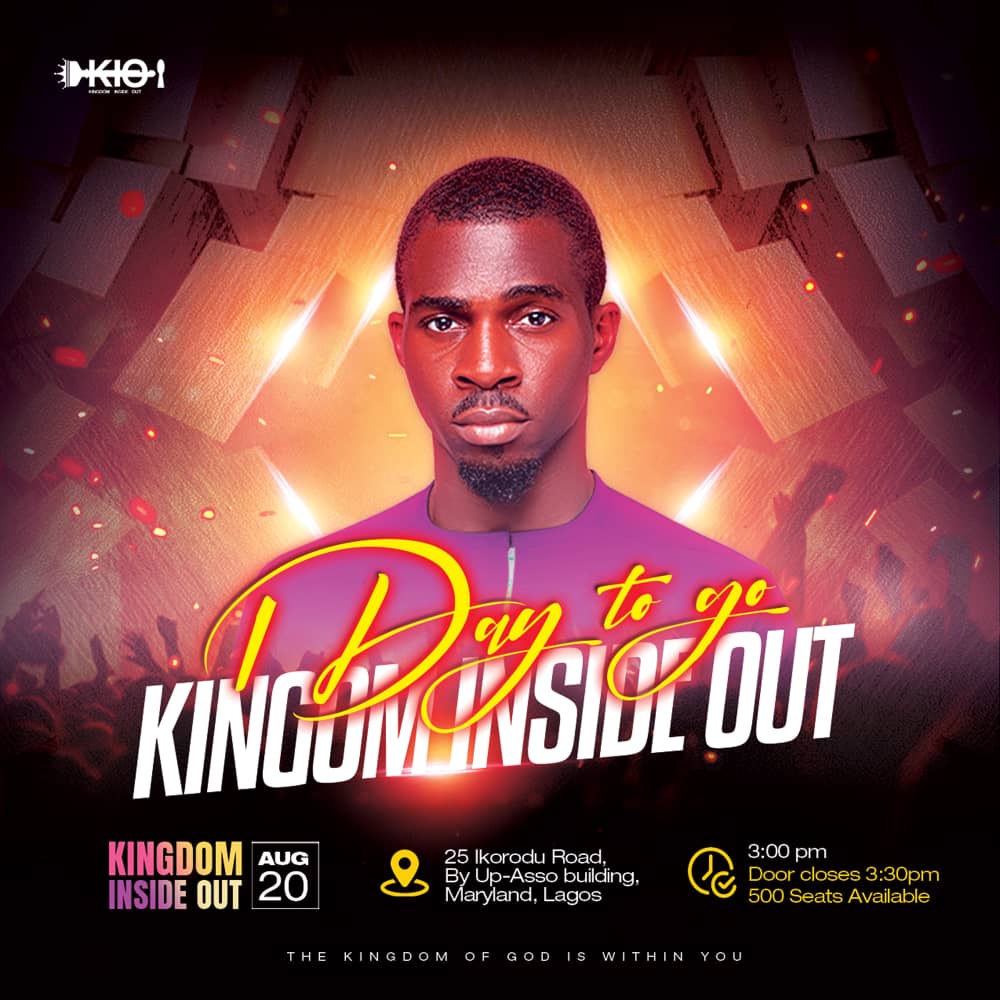 KIO
KINGDOM INSIDE OUT
1 Day to go
KINGOM INSIDE OUT
KINGDOM
INSIDE OUT
AUG
20
25 Ikorodu Road,
By Up-Asso building,
Maryland, Lagos
3:00 pm
Door closes 3:30pm
500 Seats Available
THE KINGDOM OF GOD IS WITHIN YOU